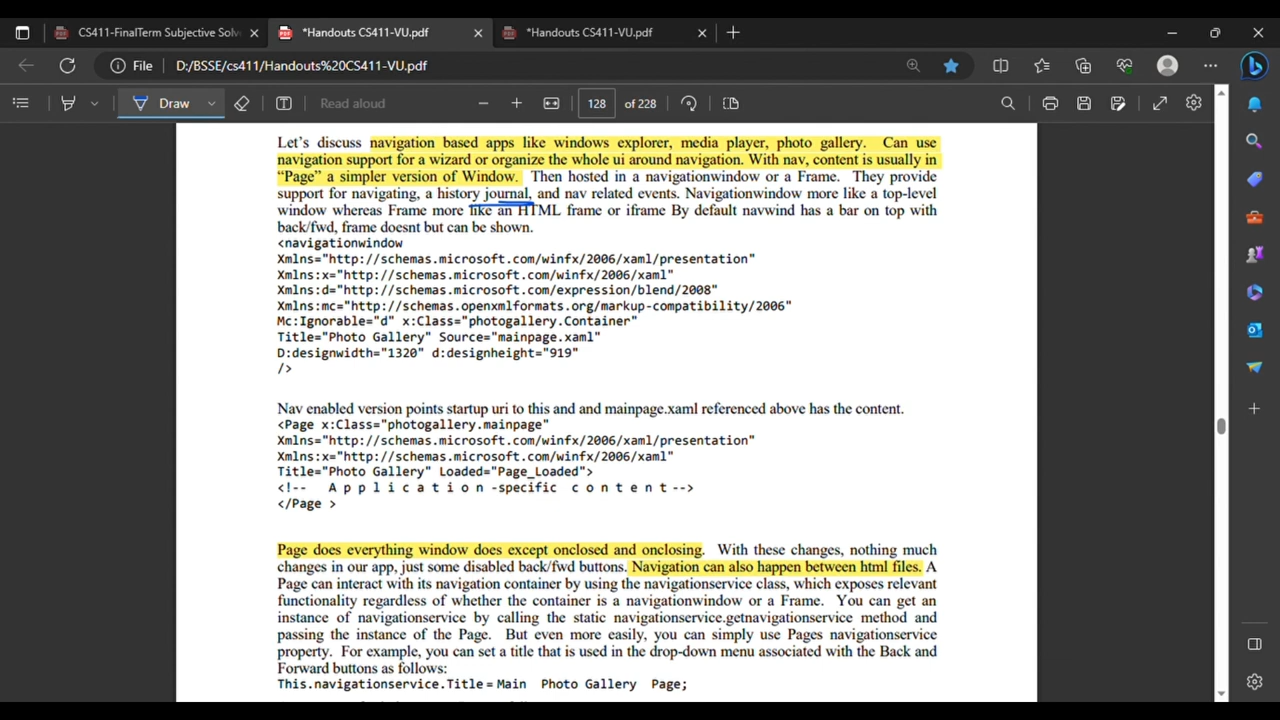 CS411-FinalTerm Subjective Solv
*Handouts CS411-VU.pdf
*Handouts CS411-VU.pdf
File
D:/BSSE/cs411/Handouts%20CS411-VU.pdf
Draw
Read aloud
128
of 228
Let's discuss navigation based apps like windows explorer, media player, photo gallery. Can use
navigation support for a wizard or organize the whole ui around navigation. With nav, content is usually in
“Page” a simpler version of Window. Then hosted in a navigationwindow or a Frame. They provide
support for navigating, a history journal, and nav related events. Navigationwindow more like a top-level
window whereas Frame more like an HTML frame or iframe By default navwind has a bar on top with
back/fwd, frame doesnt but can be shown.
<navigationwindow
Xmlns="http://schemas.microsoft.com/winfx/2006/xaml/presentation"
Xmlns:x="http://schemas.microsoft.com/winfx/2006/xaml"
Xmlns:d="http://schemas.microsoft.com/expression/blend/2008"
Xmlns:mc="http://schemas.openxmlformats.org/markup-compatibility/2006"
Mc:Ignorable="d" x:Class="photogallery.Container"
Title="Photo Gallery" Source="mainpage.xaml"
D:designwidth="1320" d:designheight="919"
/>
Nav enabled version points startup uri to this and and mainpage.xaml referenced above has the content.
<Page x:Class="photogallery.mainpage"
Xmlns="http://schemas.microsoft.com/winfx/2006/xaml/presentation"
Xmlns:x="http://schemas.microsoft.com/winfx/2006/xaml"
Title="Photo Gallery" Loaded="Page_Loaded">
<!-- A p p l i c a t i o n -specific c o n t e n t -->
</Page >
Page does everything window does except onclosed and onclosing. With these changes, nothing much
changes in our app, just some disabled back/fwd buttons. Navigation can also happen between html files. A
Page can interact with its navigation container by using the navigationservice class, which exposes relevant
functionality regardless of whether the container is a navigationwindow or a Frame. You can get an
instance of navigationservice by calling the static navigationservice.getnavigationservice method and
passing the instance of the Page. But even more easily, you can simply use Pages navigationservice
property. For example, you can set a title that is used in the drop-down menu associated with the Back and
Forward buttons as follows:
This.navigationservice.Title = Main Photo Gallery Page;